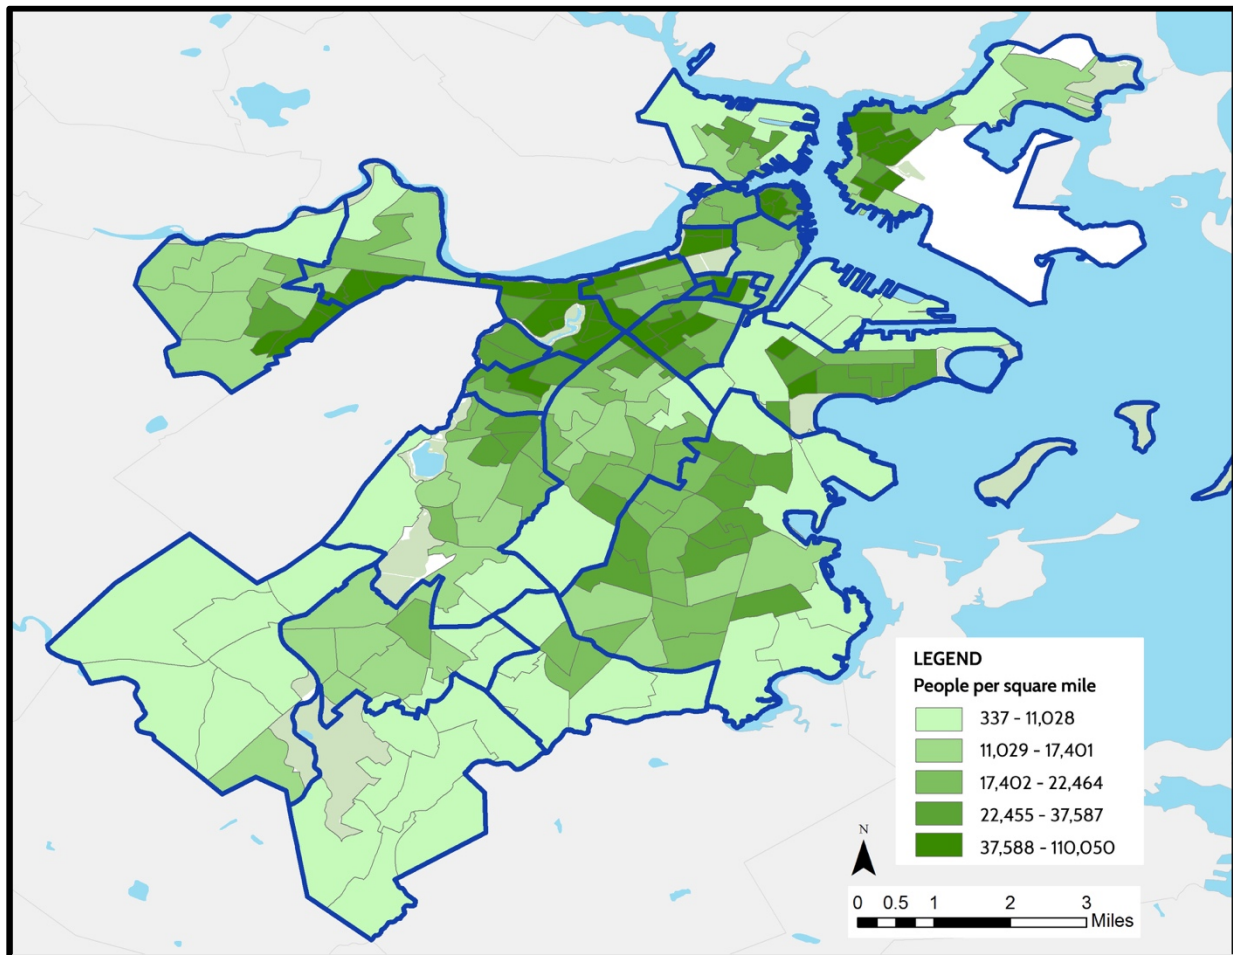 LEGEND
People per square mile
337 - 11,028
11,029 - 17,401
17,402 - 22,464
22,455 - 37,587
37,588 - 110,050
N
0 0.5 1 2 3
Miles